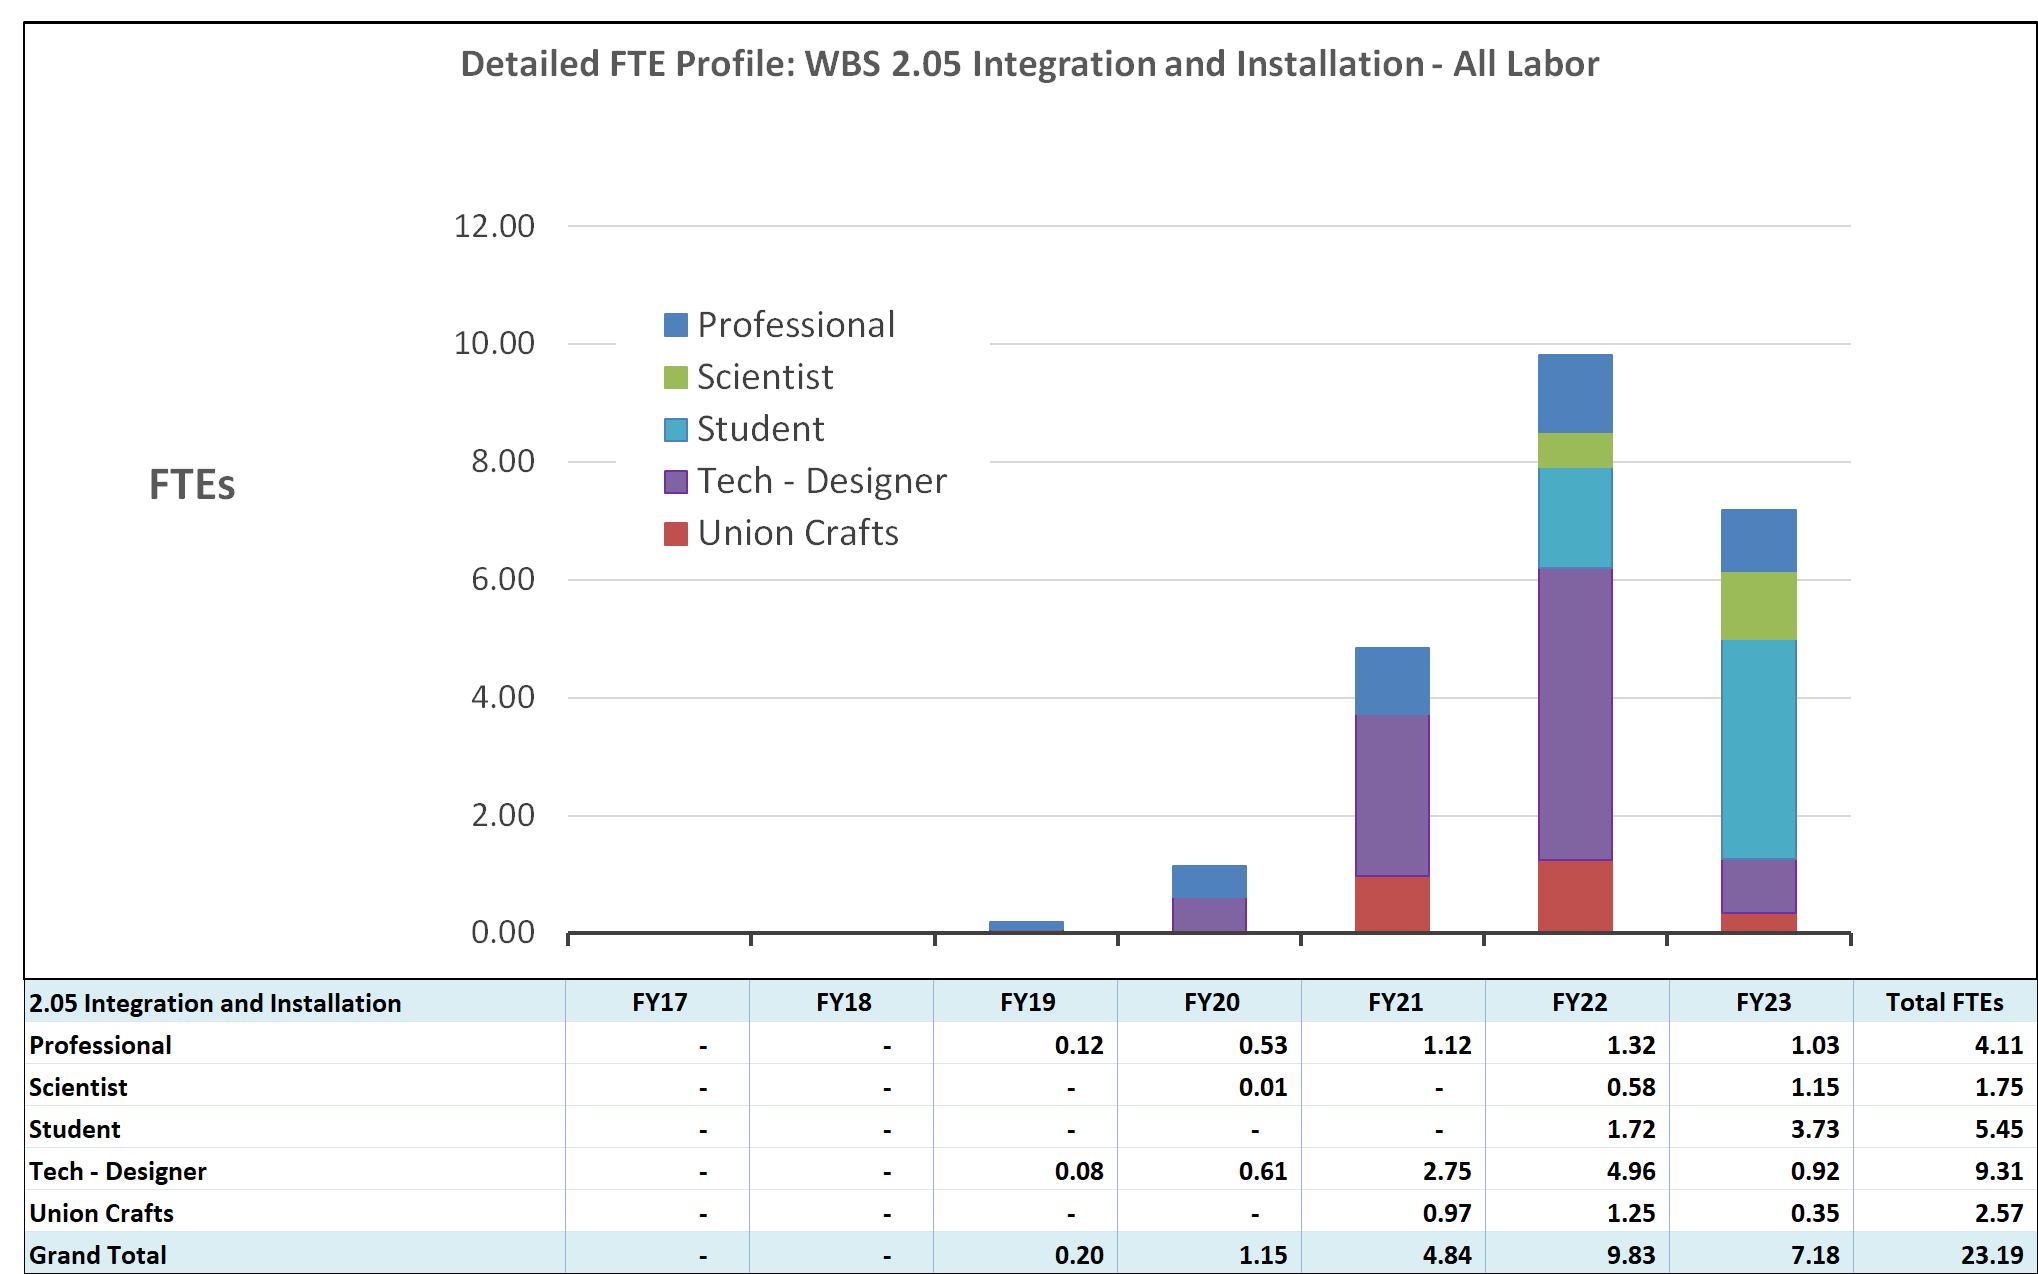 Detailed FTE Profile: WBS 2.05 Integration and Installation - All Labor
12.00
10.00
8.00
6.00
4.00
2.00
0.00
FTEs
Professional
Scientist
Student
Tech - Designer
Union Crafts
2.05 Integration and Installation FY17 FY18 FY19 FY20 FY21 FY22 FY23 Total FTEs
Professional - - 0.12 0.53 1.12 1.32 1.03 4.11
Scientist - - - 0.01 - 0.58 1.15 1.75
Student - - - - - 1.72 3.73 5.45
Tech - Designer - - 0.08 0.61 2.75 4.96 0.92 9.31
Union Crafts - - - - 0.97 1.25 0.35 2.57
Grand Total - - 0.20 1.15 4.84 9.83 7.18 23.19